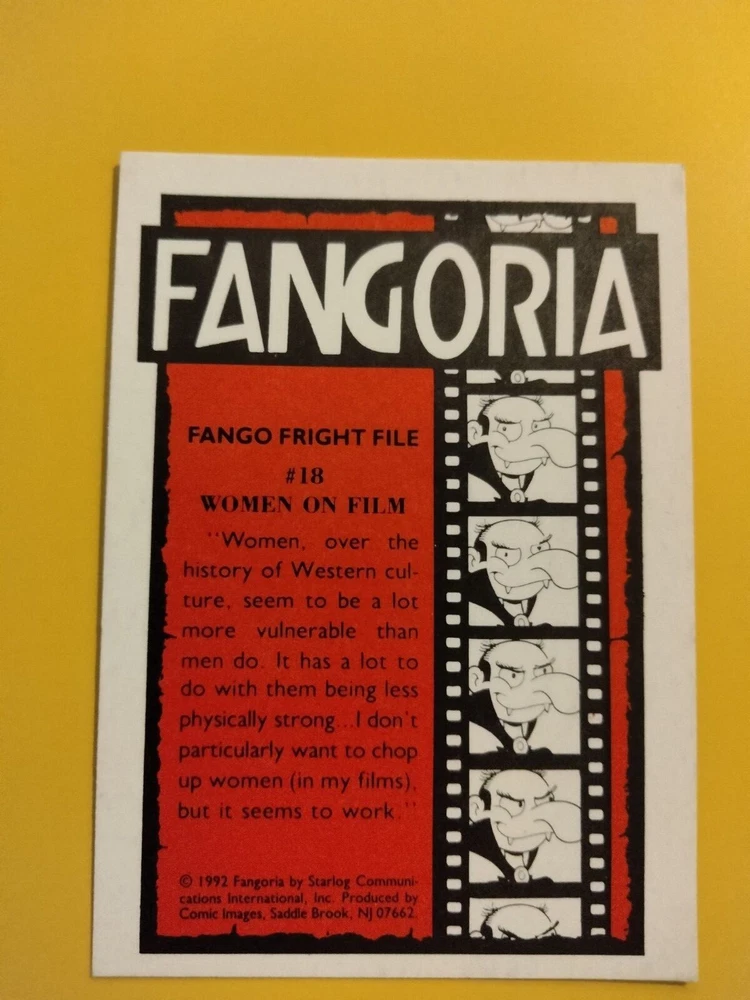 FANGORIA
FANGO FRIGHT FILE
#18
WOMEN ON FILM
"Women, over the
history of Western cul-
ture, seem to be a lot
more vulnerable than
men do. It has a lot to
do with them being less
physically strong...I don't
particularly want to chop
up women (in my films),
but it seems to work."
© 1992 Fangoria by Starlog Communi-
cations International, Inc. Produced by
Comic Images, Saddle Brook, NJ 07662.